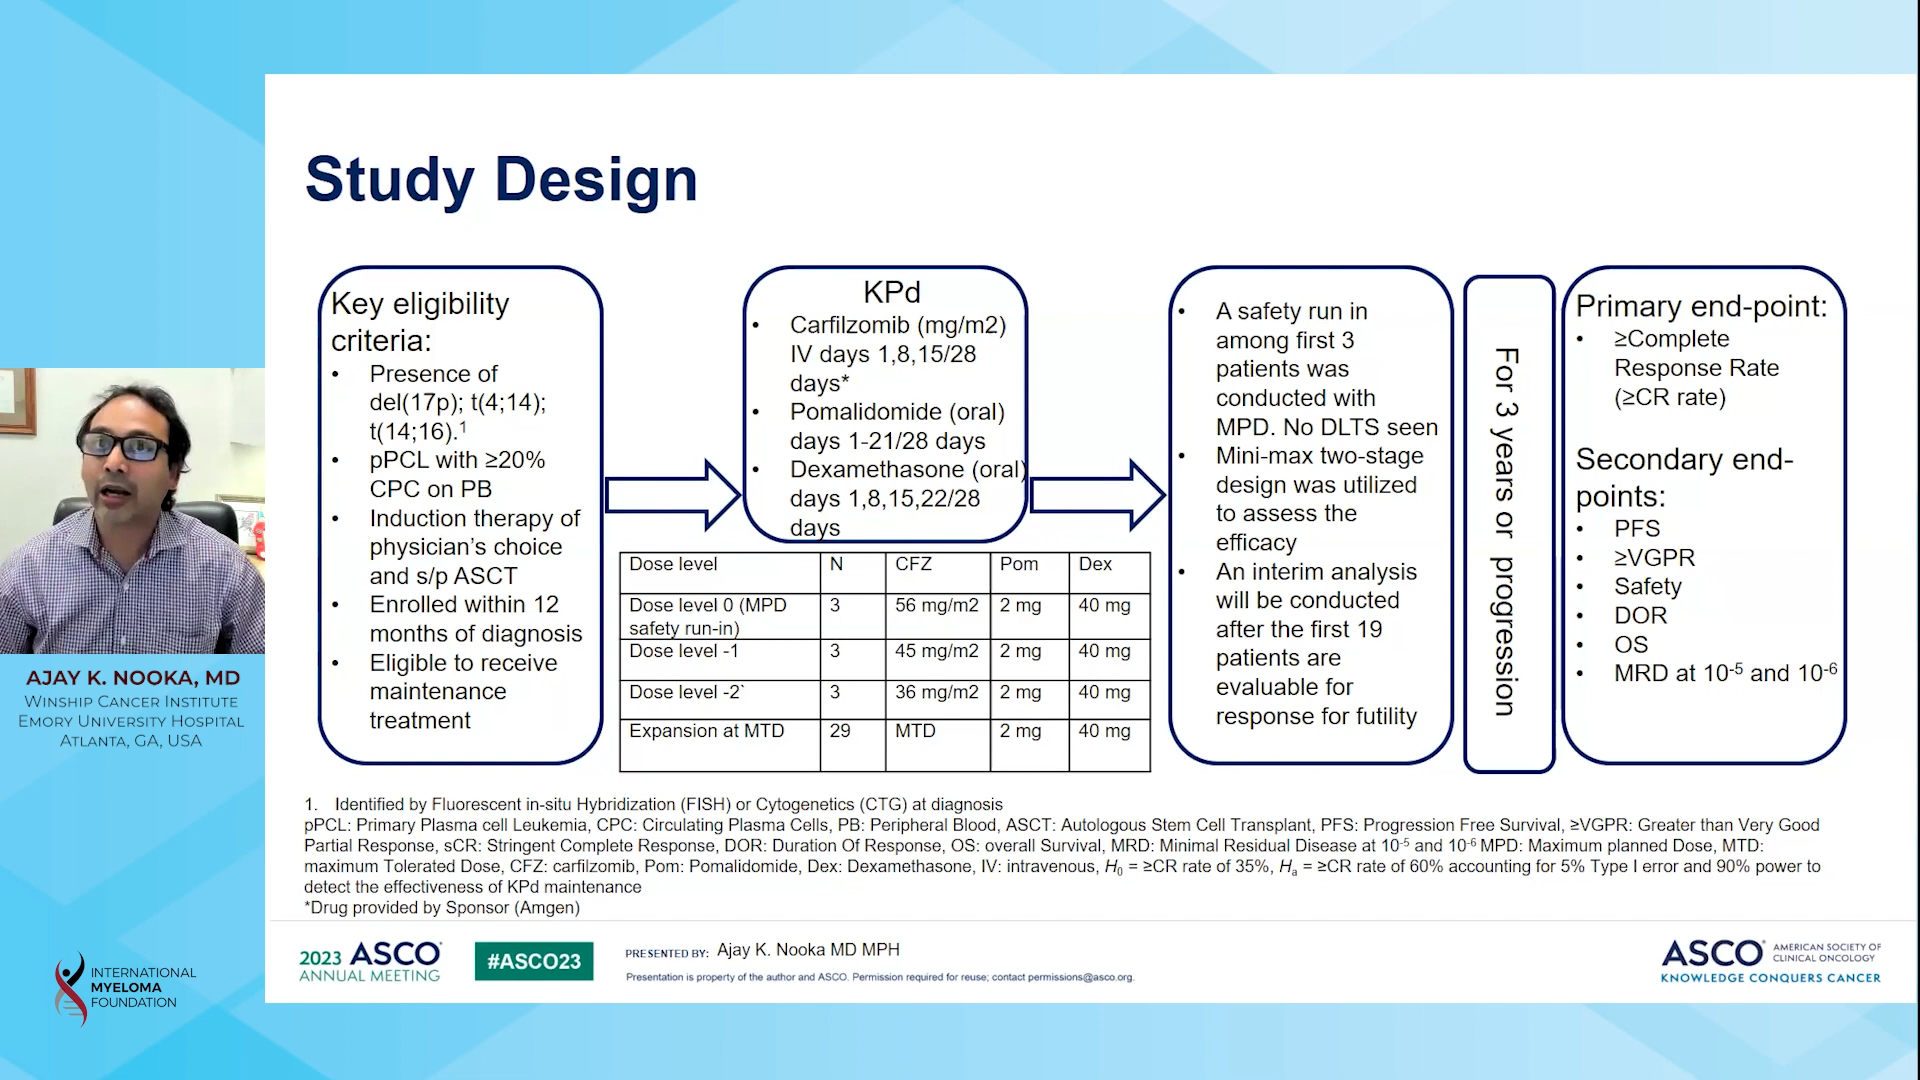 Study Design
Key eligibility
criteria:
• Presence of
del(17p); t(4;14);
t(14;16).1
• pPCL with ≥20%
CPC on PB
• Induction therapy of
physician's choice
and s/p ASCT
• Enrolled within 12
months of diagnosis
• Eligible to receive
maintenance
treatment
KPd
• Carfilzomib (mg/m2)
IV days 1,8,15/28
days*
• Pomalidomide (oral)
days 1-21/28 days
• Dexamethasone (oral)
days 1,8,15,22/28
days
Dose level N CFZ Pom Dex
Dose level 0 (MPD
safety run-in) 3 56 mg/m2 2 mg 40 mg
Dose level -1 3 45 mg/m2 2 mg 40 mg
Dose level -2` 3 36 mg/m2 2 mg 40 mg
Expansion at MTD 29 MTD 2 mg 40 mg
• A safety run in
among first 3
patients was
conducted with
MPD. No DLTS seen
• Mini-max two-stage
design was utilized
to assess the
efficacy
• An interim analysis
will be conducted
after the first 19
patients are
evaluable for
response for futility
For 3 years or progression
Primary end-point:
• ≥Complete
Response Rate
(≥CR rate)
Secondary end-
points:
• PFS
• ≥VGPR
• Safety
• DOR
• OS
• MRD at 10-5 and 10-6
1. Identified by Fluorescent in-situ Hybridization (FISH) or Cytogenetics (CTG) at diagnosis
pPCL: Primary Plasma cell Leukemia, CPC: Circulating Plasma Cells, PB: Peripheral Blood, ASCT: Autologous Stem Cell Transplant, PFS: Progression Free Survival, ≥VGPR: Greater than Very Good
Partial Response, sCR: Stringent Complete Response, DOR: Duration Of Response, OS: overall Survival, MRD: Minimal Residual Disease at 10-5 and 10-6 MPD: Maximum planned Dose, MTD:
maximum Tolerated Dose, CFZ: carfilzomib, Pom: Pomalidomide, Dex: Dexamethasone, IV: intravenous, H0 = ≥CR rate of 35%, Ha = ≥CR rate of 60% accounting for 5% Type I error and 90% power to
detect the effectiveness of KPd maintenance
*Drug provided by Sponsor (Amgen)
AJAY K. NOOKA, MD
WINSHIP CANCER INSTITUTE
EMORY UNIVERSITY HOSPITAL
ATLANTA, GA, USA
INTERNATIONAL
MYELOMA
FOUNDATION
2023 ASCO
ANNUAL MEETING
#ASCO23
PRESENTED BY: Ajay K. Nooka MD MPH
Presentation is property of the author and ASCO. Permission required for reuse; contact permissions@asco.org.
ASCO AMERICAN SOCIETY OF
CLINICAL ONCOLOGY
KNOWLEDGE CONQUERS CANCER